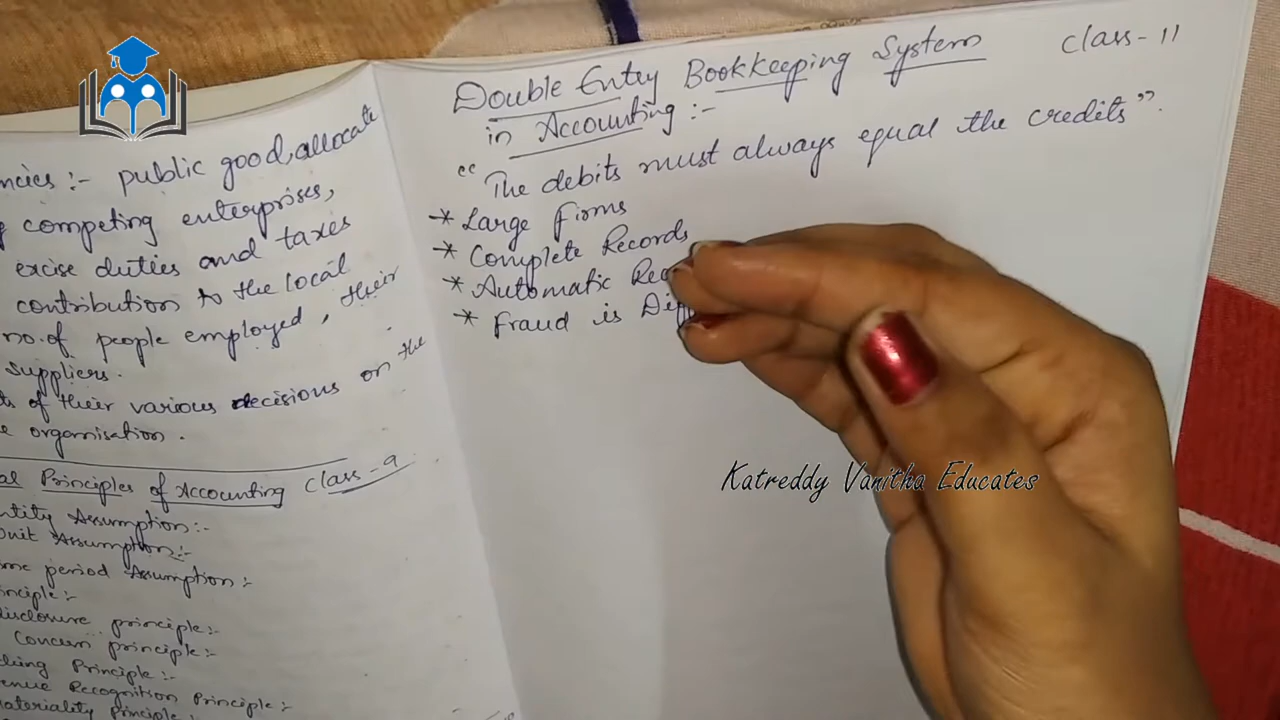 Double Entry Bookkeeping System Class - 11
in Accounting :-
"The debits must always equal the credits".
* Large Firms
* Complete Records
* Automatic
* Fraud is
:- public good, allocate
competing enterprises,
excise duties and taxes
contribution to the local
no. of people employed, their
suppliers.
of their various decisions on the
organisation.
Principles of Accounting Class - 9
Assumption :-
Assumption :-
period Assumption :-
principle :-
Concern principle :-
Principle :-
Recognition Principle :-
principle :-
Katreddy Vanitha Educates